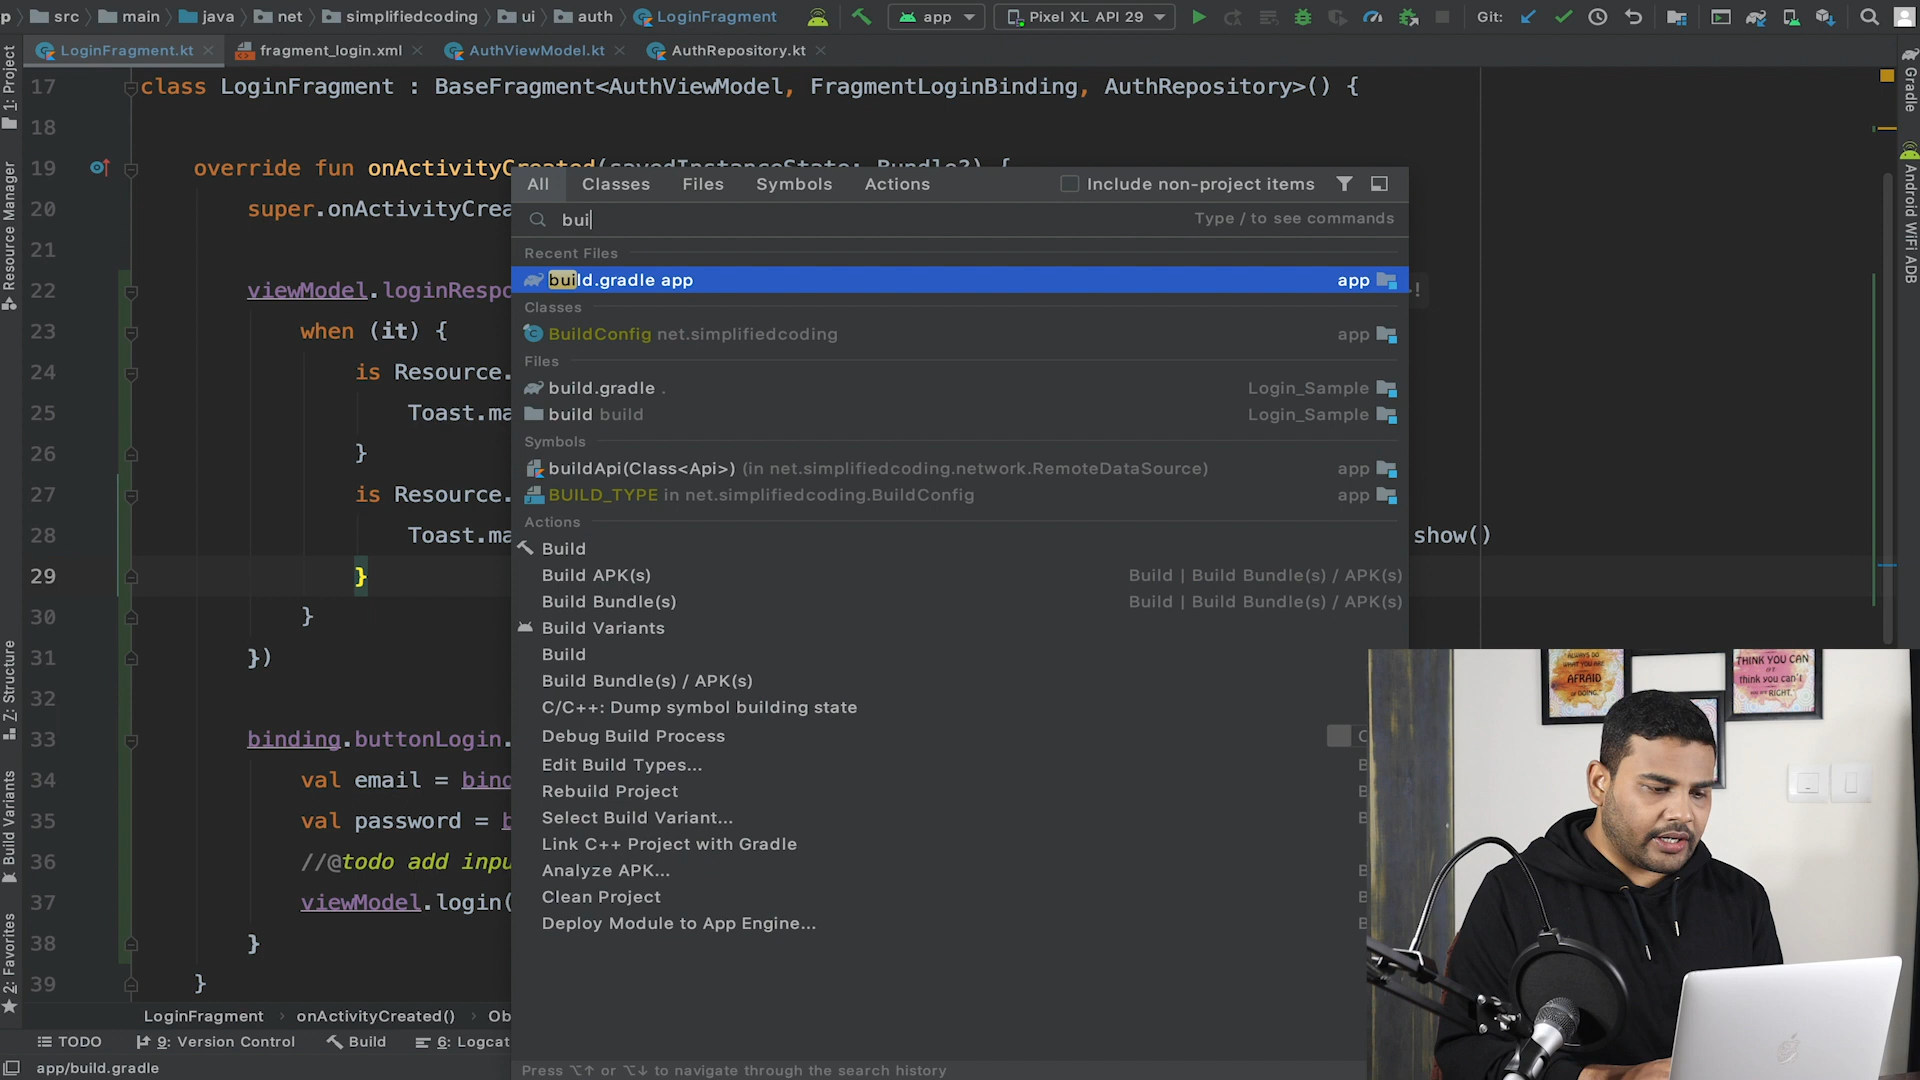 p
src
main
java
net
simplifiedcoding
ui
auth
LoginFragment
app
Pixel XL API 29
Git:
LoginFragment.kt
fragment_login.xml
AuthViewModel.kt
AuthRepository.kt
1: Project
Resource Manager
Z: Structure
Build Variants
2: Favorites
Gradle
Android WiFi ADB
17 class LoginFragment : BaseFragment<AuthViewModel, FragmentLoginBinding, AuthRepository>() {
18
19 override fun onActivityCreated(savedInstanceState: Bundle?) {
20 super.onActivityCrea
21
22 viewModel.loginRespo !
23 when (it) {
24 is Resource.
25 Toast.ma
26 }
27 is Resource.
28 Toast.ma show()
29 }
30 }
31 })
32
33 binding.buttonLogin.
34 val email = bind
35 val password = b
36 //@todo add inpu
37 viewModel.login(
38 }
39 }
All Classes Files Symbols Actions Include non-project items
bui Type / to see commands
Recent Files
build.gradle app app
Classes
BuildConfig net.simplifiedcoding app
Files
build.gradle . Login_Sample
build build Login_Sample
Symbols
buildApi(Class<Api>) (in net.simplifiedcoding.network.RemoteDataSource) app
BUILD_TYPE in net.simplifiedcoding.BuildConfig app
Actions
Build
Build APK(s) Build | Build Bundle(s) / APK(s)
Build Bundle(s) Build | Build Bundle(s) / APK(s)
Build Variants
Build
Build Bundle(s) / APK(s)
C/C++: Dump symbol building state
Debug Build Process
Edit Build Types...
Rebuild Project
Select Build Variant...
Link C++ Project with Gradle
Analyze APK...
Clean Project
Deploy Module to App Engine...
Press ⌥↑ or ⌥↓ to navigate through the search history
ALWAYS DO
WHAT YOU ARE
AFRAID
OF DOING.
THINK YOU CAN
or
think you can't
you are RIGHT.
LoginFragment
onActivityCreated()
Ob
TODO
9: Version Control
Build
6: Logcat
app/build.gradle